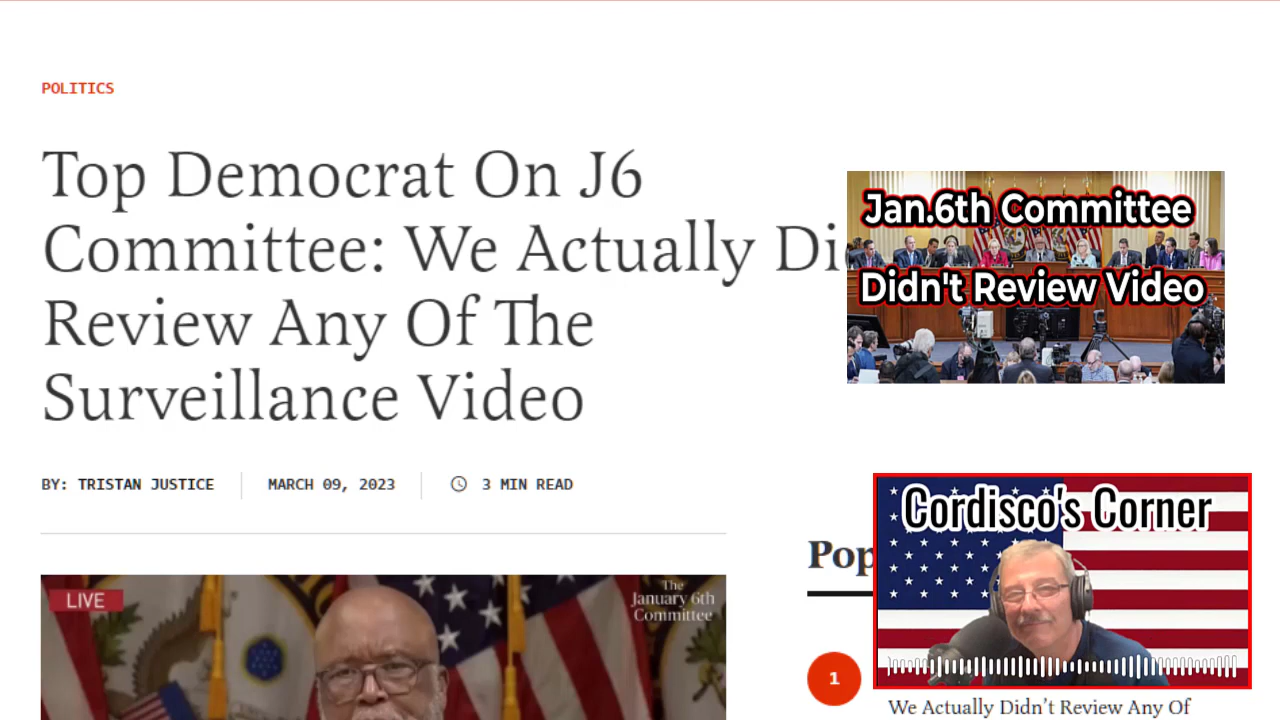 POLITICS
Top Democrat On J6
Committee: We Actually Di
Review Any Of The
Surveillance Video
BY: TRISTAN JUSTICE
MARCH 09, 2023
3 MIN READ
LIVE
The
January 6th
Committee
Jan.6th Committee
Didn't Review Video
Pop
Cordisco's Corner
1
We Actually Didn't Review Any Of